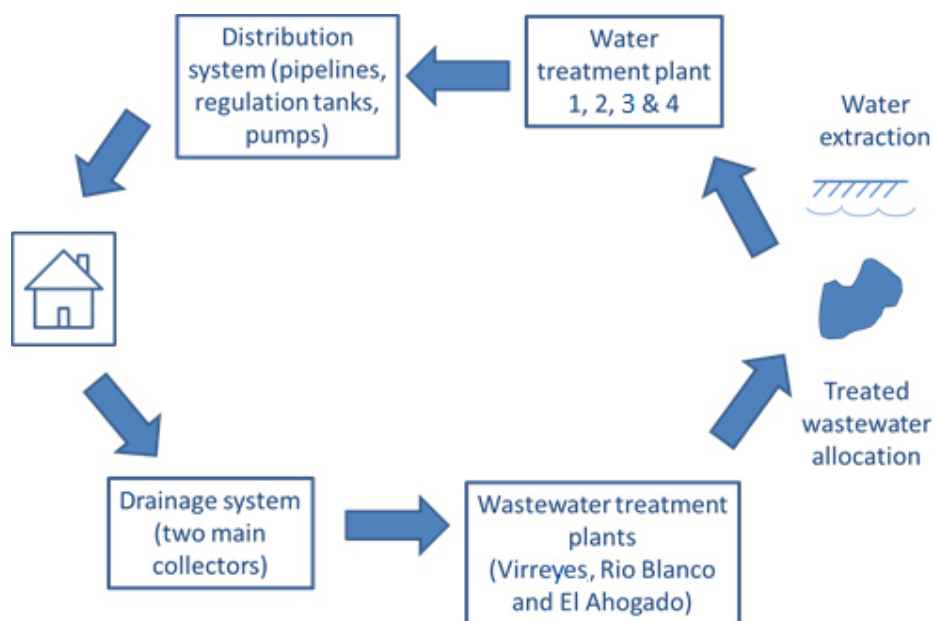 Distribution
system (pipelines,
regulation tanks,
pumps)
Water
treatment plant
1, 2, 3 & 4
Water
extraction
Treated
wastewater
allocation
Drainage system
(two main
collectors)
Wastewater treatment
plants
(Virreyes, Rio Blanco
and El Ahogado)